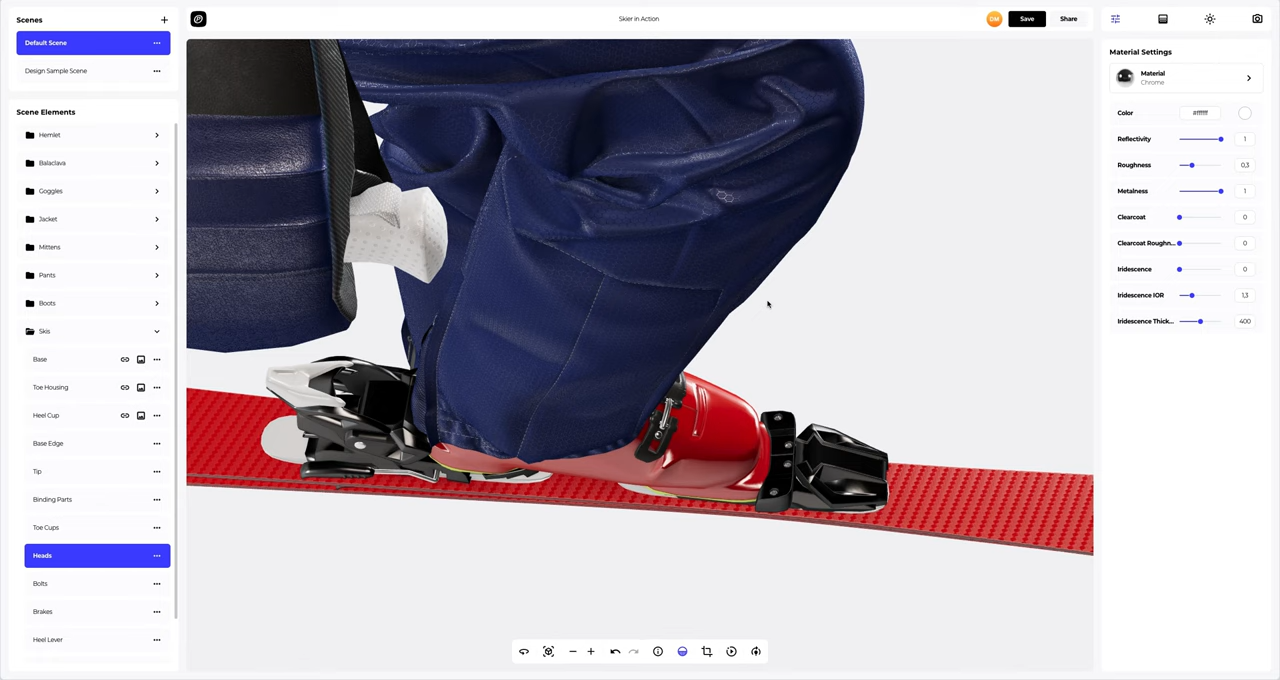 Scenes
Default Scene
Design Sample Scene
Scene Elements
Hemlet
Balaclava
Goggles
Jacket
Mittens
Pants
Boots
Skis
Base
Toe Housing
Heel Cup
Base Edge
Tip
Binding Parts
Toe Cups
Heads
Bolts
Brakes
Heel Lever
Skier in Action
OM
Save
Share
Material Settings
Material
Chrome
Color #ffffff
Reflectivity 1
Roughness 0,3
Metalness 1
Clearcoat 0
Clearcoat Roughn... 0
Iridescence 0
Iridescence IOR 1,3
Iridescence Thick... 400